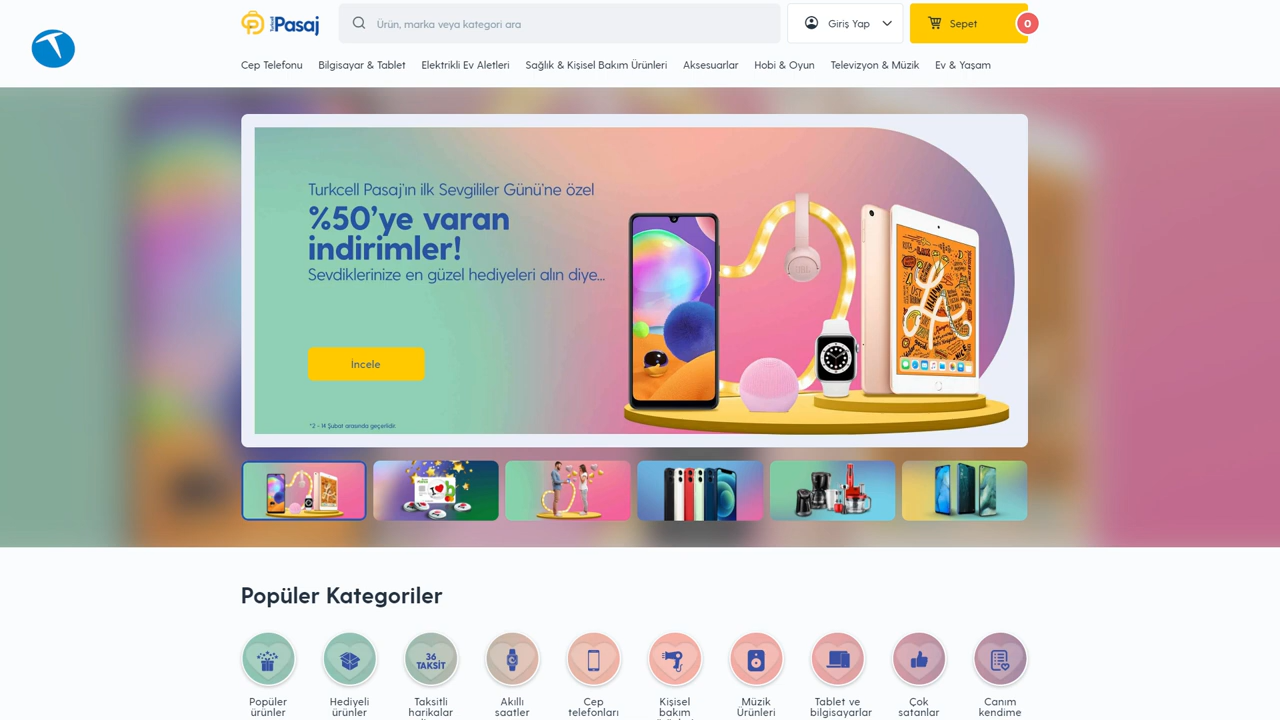 Turkcell Pasaj
Ürün, marka veya kategori ara
Giriş Yap
Sepet
0
Cep Telefonu
Bilgisayar & Tablet
Elektrikli Ev Aletleri
Sağlık & Kişisel Bakım Ürünleri
Aksesuarlar
Hobi & Oyun
Televizyon & Müzik
Ev & Yaşam
Turkcell Pasaj'ın ilk Sevgililer Günü'ne özel
%50'ye varan
indirimler!
Sevdiklerinize en güzel hediyeleri alın diye...
İncele
*2 - 14 Şubat arasında geçerlidir.
JBL
Popüler Kategoriler
36
TAKSİT
Popüler
ürünler
Hediyeli
ürünler
Taksitli
harikalar
Akıllı
saatler
Cep
telefonları
Kişisel
bakım
Müzik
Ürünleri
Tablet ve
bilgisayarlar
Çok
satanlar
Canım
kendime